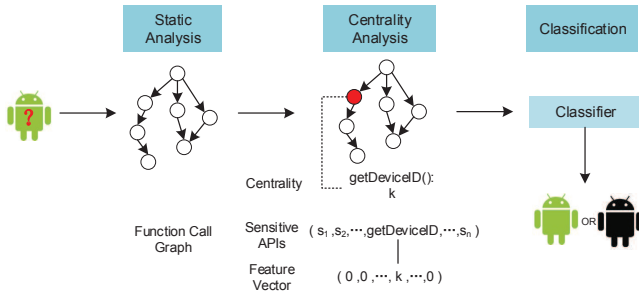 Static
Analysis
Centrality
Analysis
Classification
?
Classifier
Centrality
getDeviceID():
k
OR
Function Call
Graph
Sensitive
APIs
( s₁ ,s₂,···,getDeviceID,···,sₙ )
Feature
Vector
( 0 ,0 ,···, k ,···,0 )